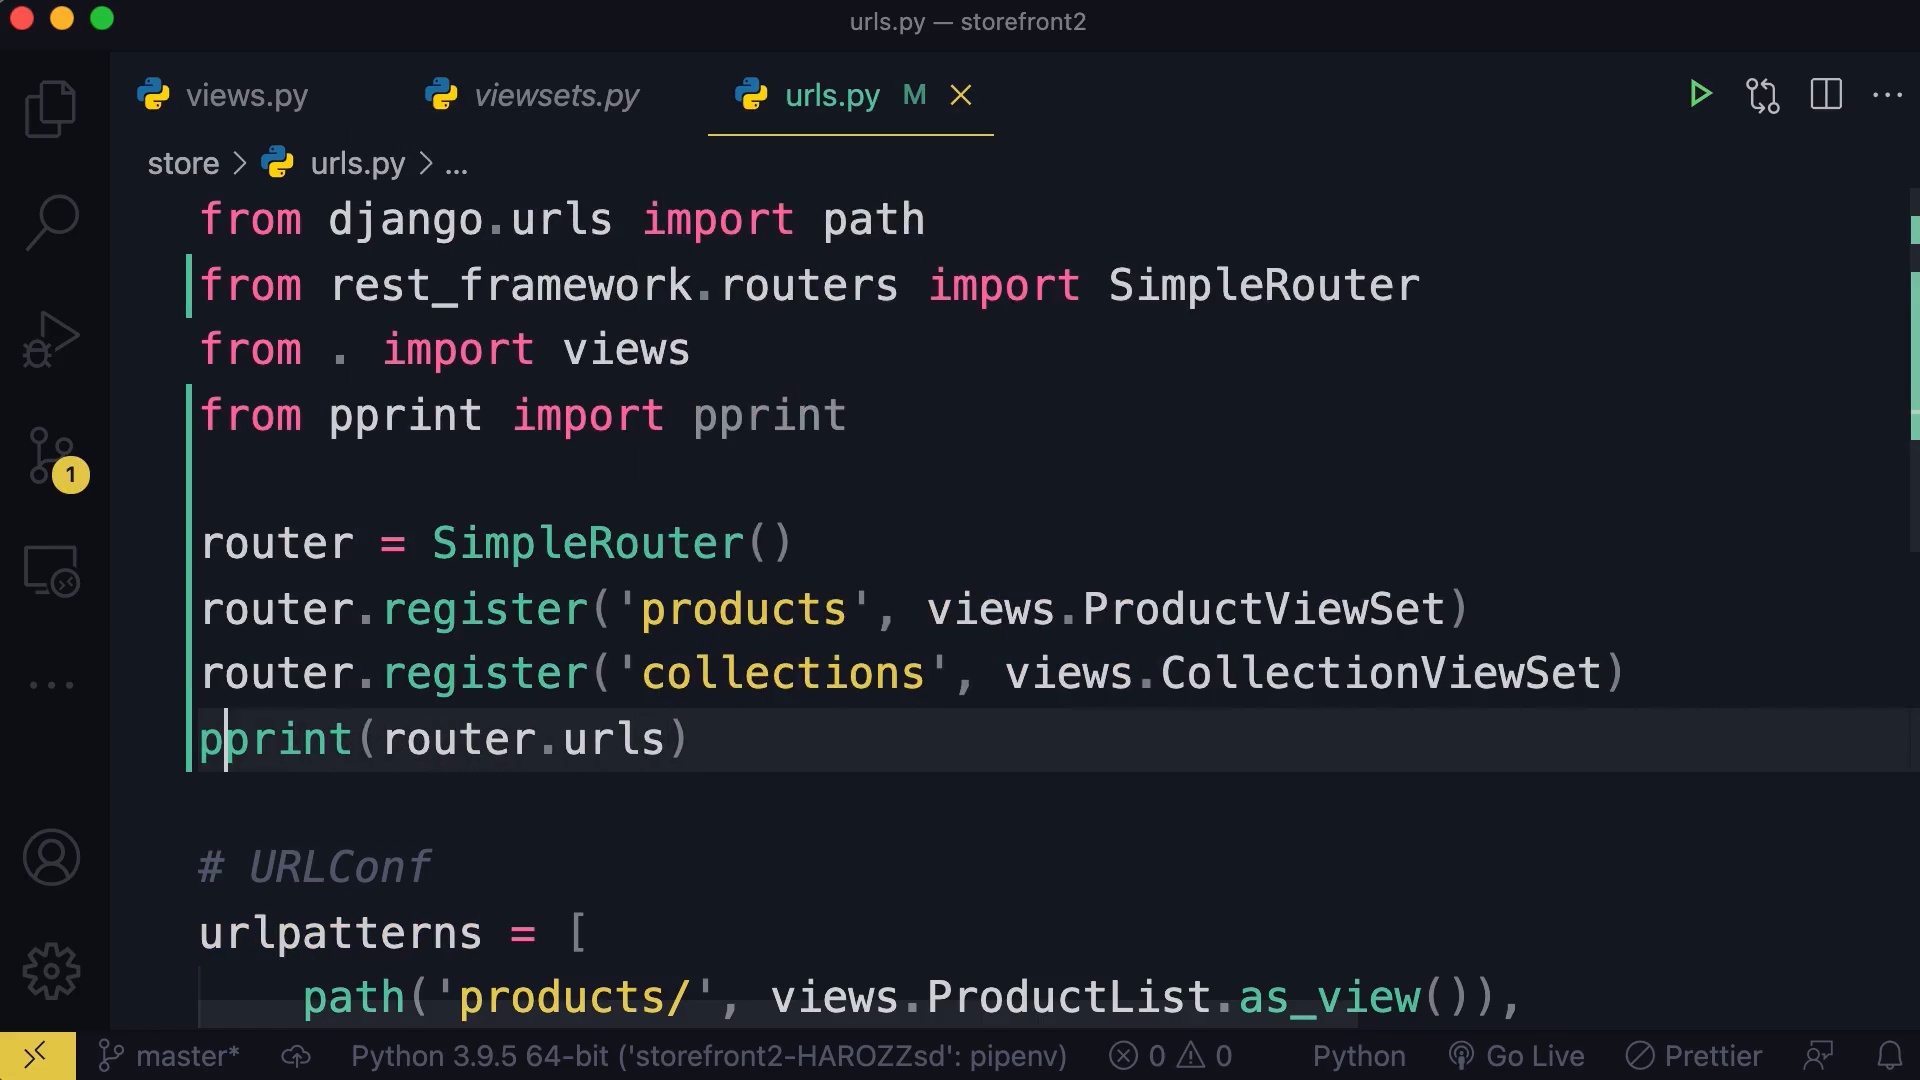 urls.py — storefront2
views.py viewsets.py urls.py M
store > urls.py > ...
from django.urls import path
from rest_framework.routers import SimpleRouter
from . import views
from pprint import pprint
router = SimpleRouter()
router.register('products', views.ProductViewSet)
router.register('collections', views.CollectionViewSet)
pprint(router.urls)
# URLConf
urlpatterns = [
    path('products/', views.ProductList.as_view()),
1
master* Python 3.9.5 64-bit ('storefront2-HAROZZsd': pipenv) 0 0 Python Go Live Prettier